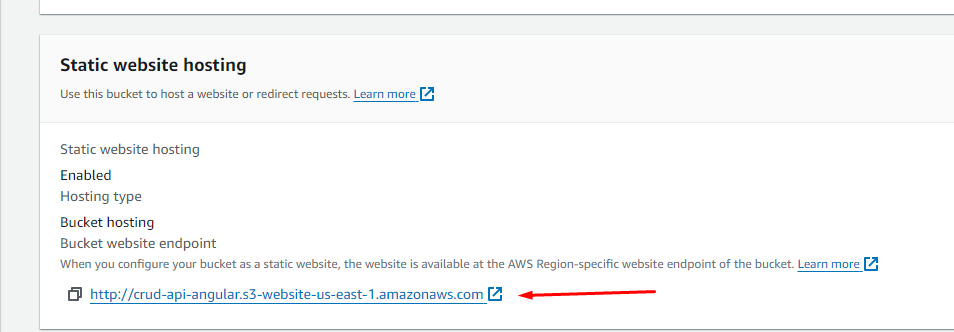 Static website hosting
Use this bucket to host a website or redirect requests. Learn more
Static website hosting
Enabled
Hosting type
Bucket hosting
Bucket website endpoint
When you configure your bucket as a static website, the website is available at the AWS Region-specific website endpoint of the bucket. Learn more
http://crud-api-angular.s3-website-us-east-1.amazonaws.com